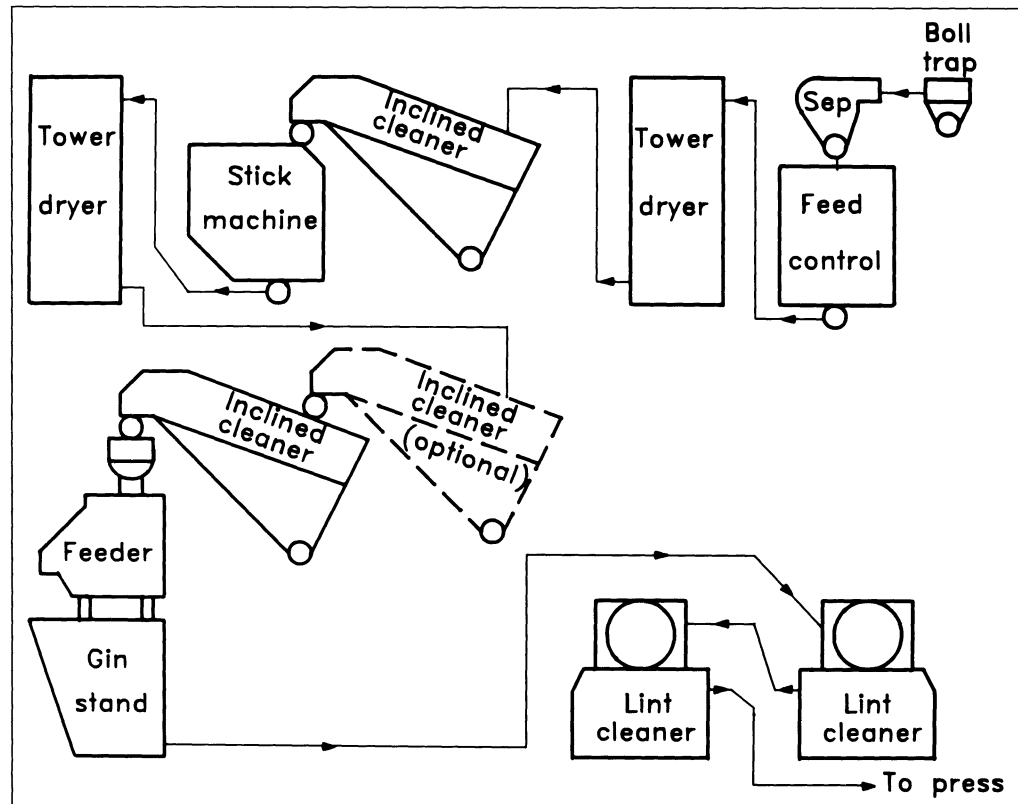 Boll
trap
Sep
Inclined
cleaner
Tower
dryer
Stick
machine
Tower
dryer
Feed
control
Inclined
cleaner
(optional)
Inclined
cleaner
Feeder
Gin
stand
Lint
cleaner
Lint
cleaner
To press